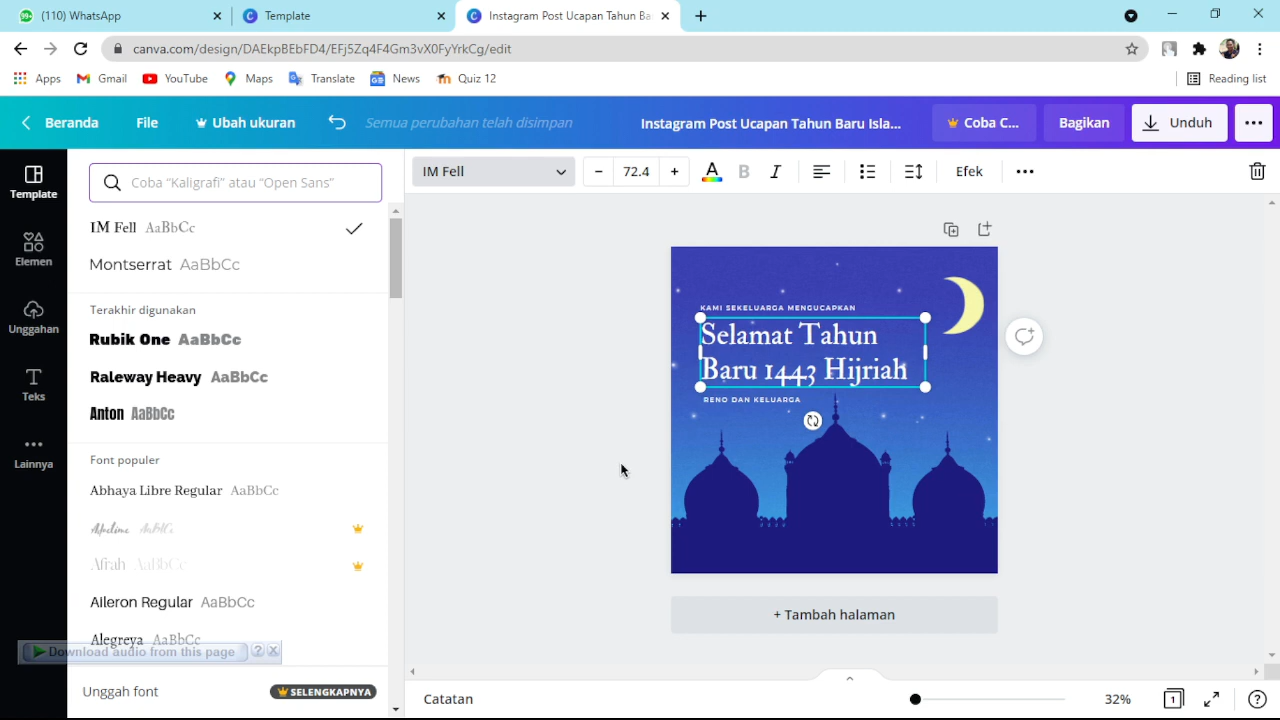 (110) WhatsApp
Template
Instagram Post Ucapan Tahun Ba
canva.com/design/DAEkpBEbFD4/EFj5Zq4F4Gm3vX0FyYrkCg/edit
Apps Gmail YouTube Maps Translate News Quiz 12 Reading list
Beranda File Ubah ukuran Semua perubahan telah disimpan Instagram Post Ucapan Tahun Baru Isla... Coba C... Bagikan Unduh
Template
Elemen
Unggahan
Teks
Lainnya
Coba "Kaligrafi" atau "Open Sans"
IM Fell AaBbCc
Montserrat AaBbCc
Terakhir digunakan
Rubik One AaBbCc
Raleway Heavy AaBbCc
Anton AaBbCc
Font populer
Abhaya Libre Regular AaBbCc
Afrah AaBbCc
Aileron Regular AaBbCc
Alegreya AaBbCc
Download audio from this page ?
Unggah font SELENGKAPNYA
IM Fell 72.4 A B I Efek
KAMI SEKELUARGA MENGUCAPKAN
Selamat Tahun
Baru 1443 Hijriah
RENO DAN KELUARGA
+ Tambah halaman
Catatan 32% 1 ?